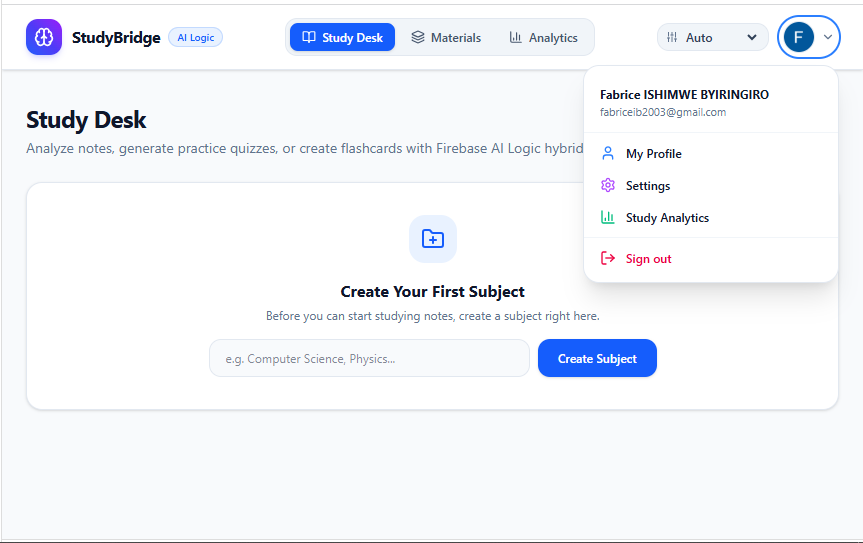 StudyBridge AI Logic Study Desk Materials Analytics Auto F
Fabrice ISHIMWE BYIRINGIRO
fabriceib2003@gmail.com
My Profile
Settings
Study Analytics
Sign out
Study Desk
Analyze notes, generate practice quizzes, or create flashcards with Firebase AI Logic hybrid
Create Your First Subject
Before you can start studying notes, create a subject right here.
e.g. Computer Science, Physics... Create Subject